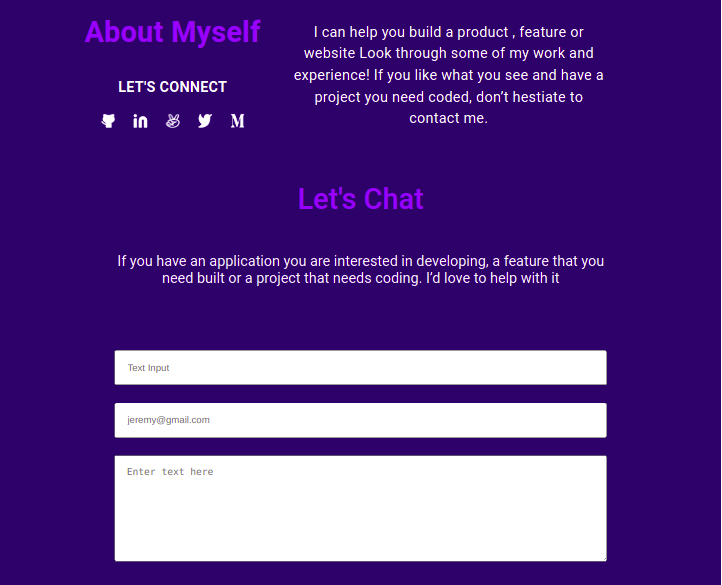 About Myself
LET'S CONNECT
I can help you build a product , feature or
website Look through some of my work and
experience! If you like what you see and have a
project you need coded, don’t hestiate to
contact me.
Let's Chat
If you have an application you are interested in developing, a feature that you
need built or a project that needs coding. I’d love to help with it
Text Input
jeremy@gmail.com
Enter text here